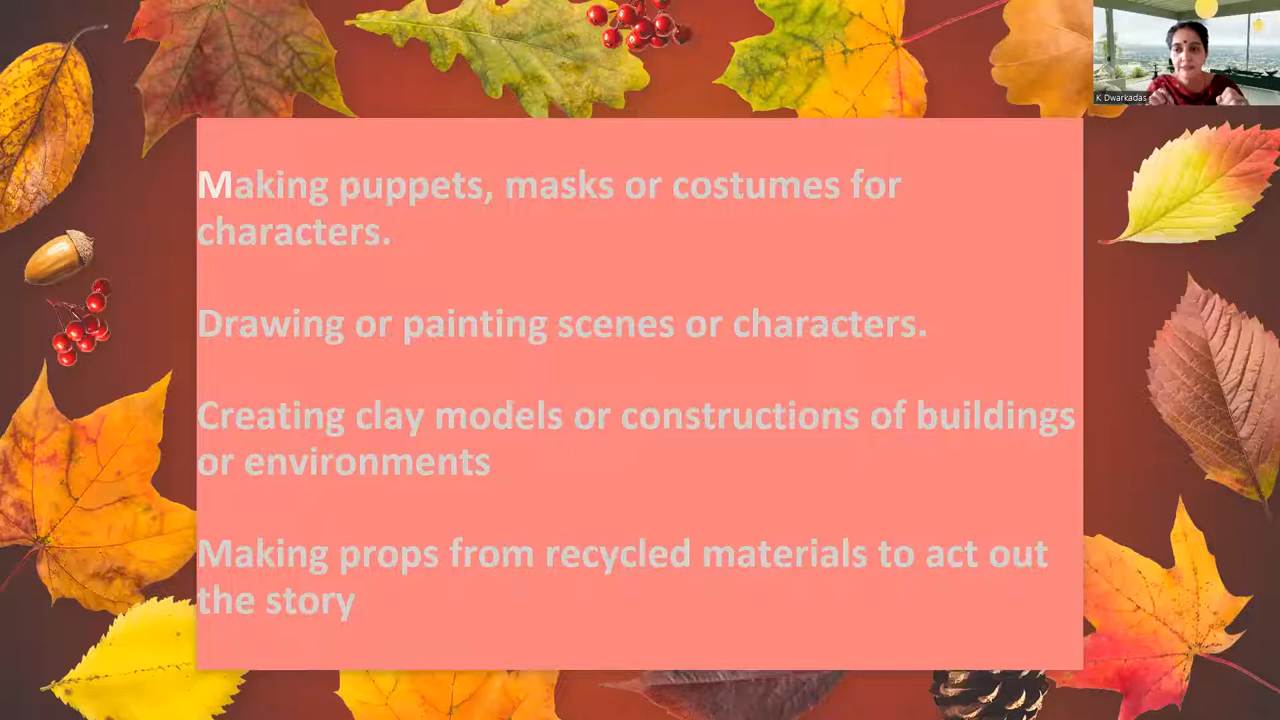 K Dwarkadas
Making puppets, masks or costumes for
characters.
Drawing or painting scenes or characters.
Creating clay models or constructions of buildings
or environments
Making props from recycled materials to act out
the story